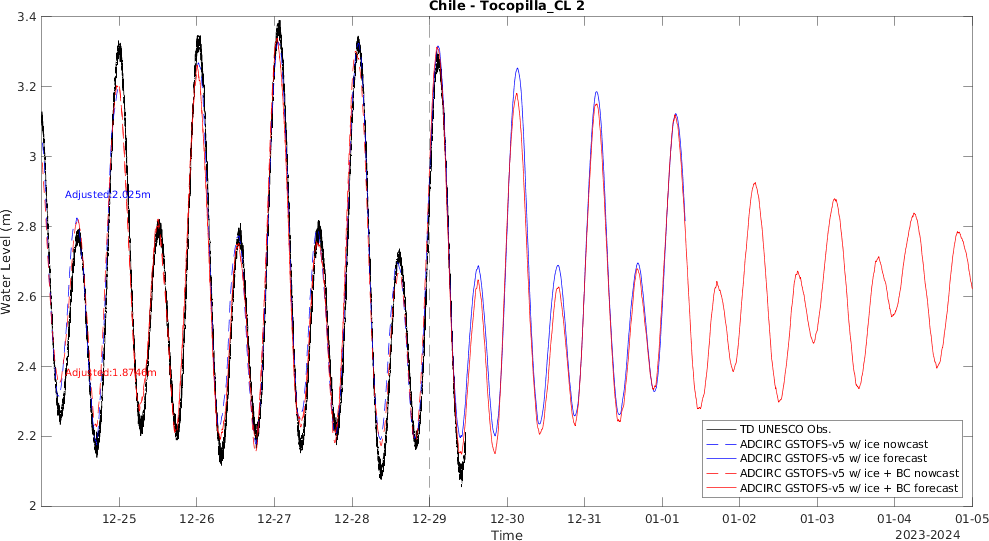 Chile - Tocopilla_CL 2
3.4
3.2
3
2.8
2.6
2.4
2.2
2
Water Level (m)
Adjusted:2.025m
Adjusted:1.8746m
TD UNESCO Obs.
ADCIRC GSTOFS-v5 w/ ice nowcast
ADCIRC GSTOFS-v5 w/ ice forecast
ADCIRC GSTOFS-v5 w/ ice + BC nowcast
ADCIRC GSTOFS-v5 w/ ice + BC forecast
12-25 12-26 12-27 12-28 12-29 12-30 12-31 01-01 01-02 01-03 01-04 01-05
Time
2023-2024